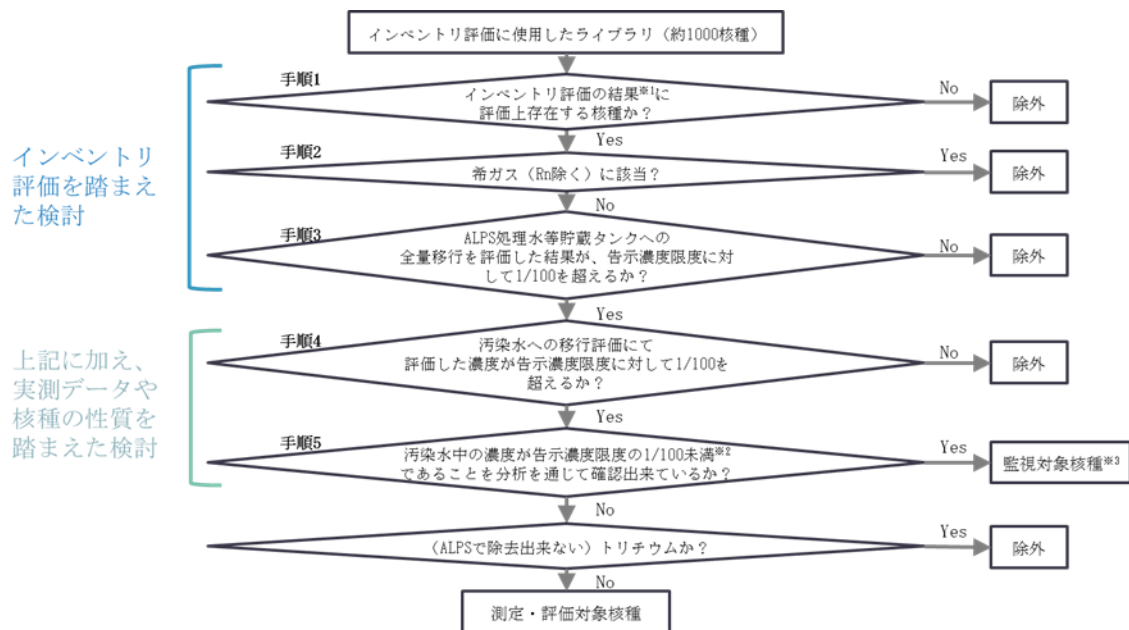 インベントリ評価に使用したライブラリ（約1000核種）
手順1
インベントリ評価の結果※1に
評価上存在する核種か？
No
除外
Yes
手順2
希ガス（Rn除く）に該当？
Yes
除外
No
インベントリ
評価を踏まえ
た検討
手順3
ALPS処理水等貯蔵タンクへの
全量移行を評価した結果が、告示濃度限度に対
して1/100を超えるか？
No
除外
Yes
上記に加え、
実測データや
核種の性質を
踏まえた検討
手順4
汚染水への移行評価にて
評価した濃度が告示濃度限度に対して1/100を
超えるか？
No
除外
Yes
手順5
汚染水中の濃度が告示濃度限度の1/100未満※2
であることを分析を通じて確認出来ているか？
Yes
監視対象核種※3
No
（ALPSで除去出来ない）トリチウムか？
Yes
除外
No
測定・評価対象核種